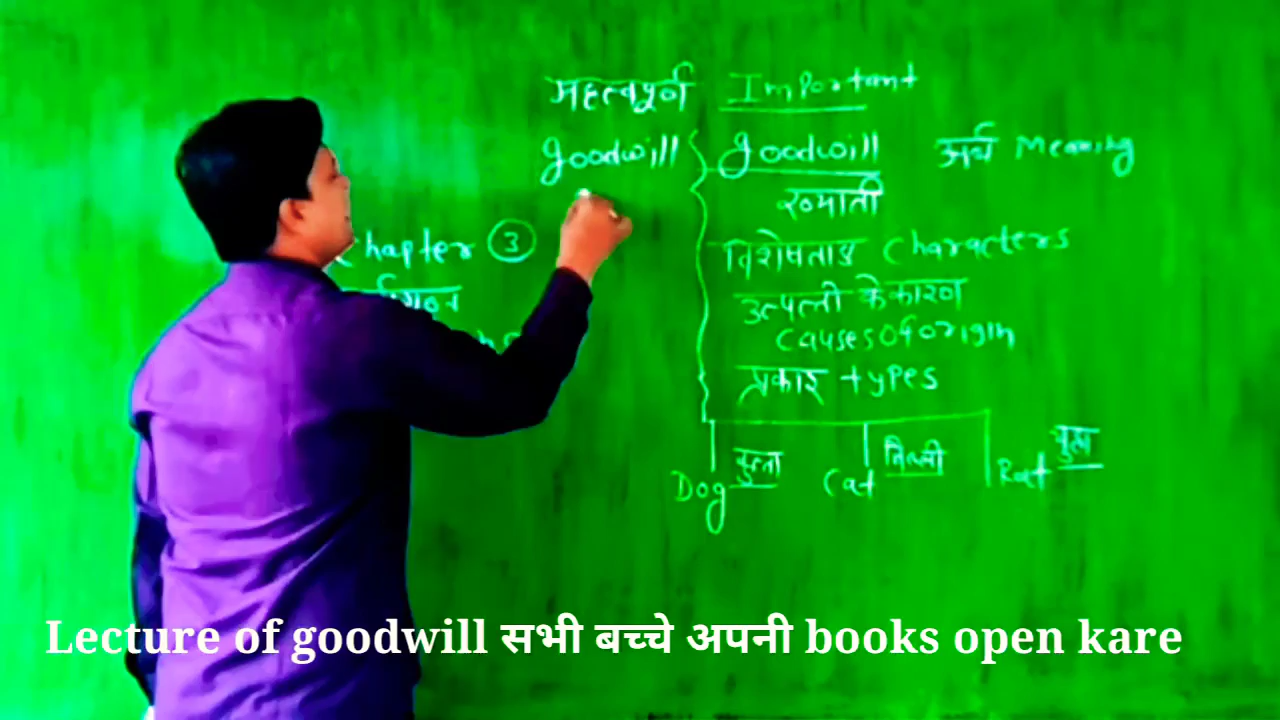 महत्वपूर्ण Important
goodwill { goodwill अर्थ Meaning
ख्याती
Chapter ③
विशेषताए Characters
उत्पत्ती के कारण
Causes of origin
प्रकार types
Dog कुत्ता Cat बिल्ली Rat चुहा
Lecture of goodwill सभी बच्चे अपनी books open kare